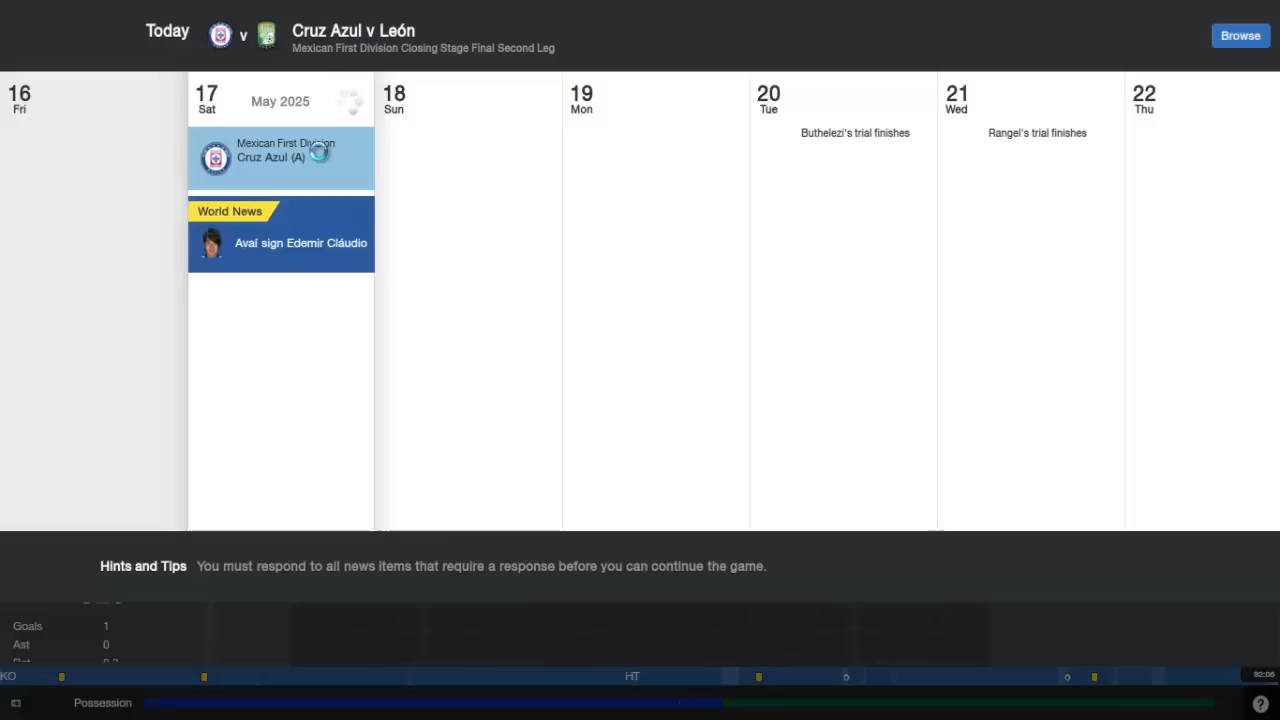 Today
v
Cruz Azul v León
Mexican First Division Closing Stage Final Second Leg
Browse
16
Fri
17
Sat
May 2025
18
Sun
19
Mon
20
Tue
21
Wed
22
Thu
Mexican First Division
Cruz Azul (A)
World News
Avaí sign Edemir Cláudio
Buthelezi's trial finishes
Rangel's trial finishes
Hints and Tips You must respond to all news items that require a response before you can continue the game.
Goals 1
Ast 0
KO
HT
Possession
?